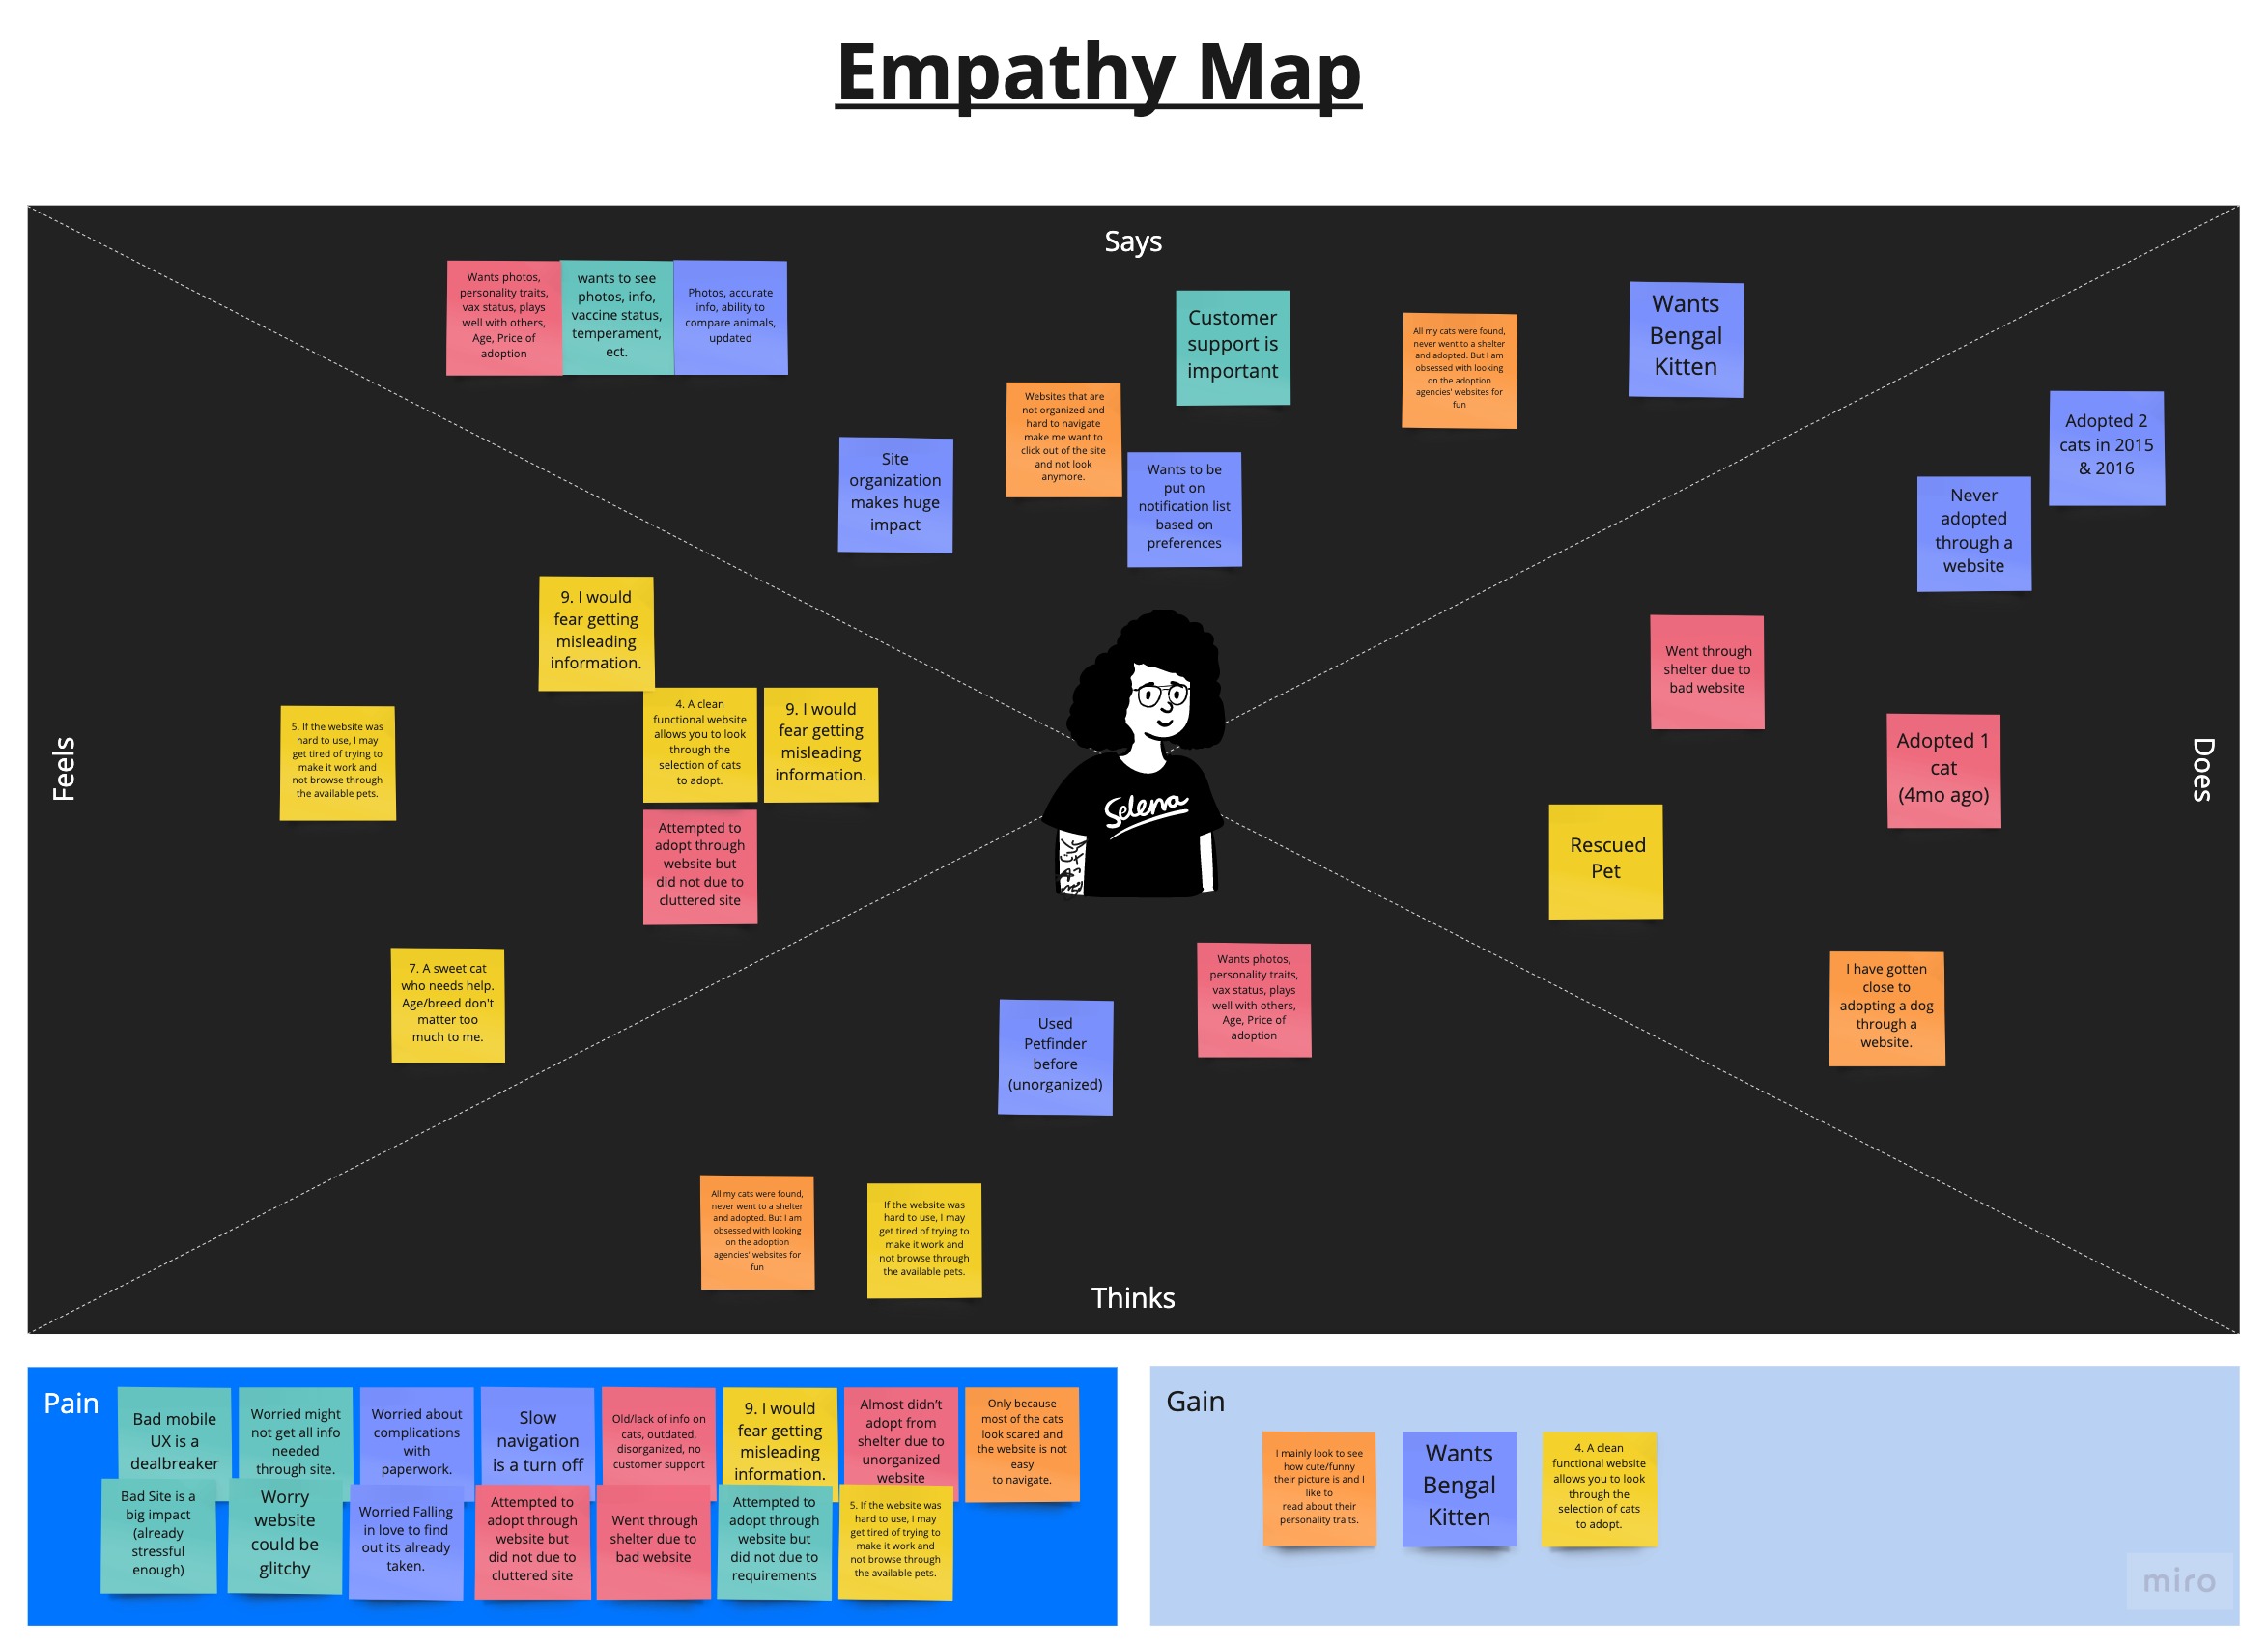 Empathy Map
Says
Wants photos,
personality traits,
vax status, plays
well with others,
Age, Price of
adoption
wants to see
photos, info,
vaccine status,
temperament,
ect.
Photos, accurate
info, ability to
compare animals,
updated
Customer
support is
important
All my cats were found,
never went to a shelter
and adopted. But I am
obsessed with looking
on the adoption
agencies' websites for
fun
Wants
Bengal
Kitten
Websites that are
not organized and
hard to navigate
make me want to
click out of the site
and not look
anymore.
Site
organization
makes huge
impact
Wants to be
put on
notification list
based on
preferences
Adopted 2
cats in 2015
& 2016
Never
adopted
through a
website
Went through
shelter due to
bad website
Adopted 1
cat
(4mo ago)
Rescued
Pet
I have gotten
close to
adopting a dog
through a
website.
Does
Feels
9. I would
fear getting
misleading
information.
5. If the website was
hard to use, I may
get tired of trying to
make it work and
not browse through
the available pets.
4. A clean
functional website
allows you to look
through the
selection of cats
to adopt.
9. I would
fear getting
misleading
information.
Attempted to
adopt through
website but
did not due to
cluttered site
7. A sweet cat
who needs help.
Age/breed don't
matter too
much to me.
Selena
Wants photos,
personality traits,
vax status, plays
well with others,
Age, Price of
adoption
Used
Petfinder
before
(unorganized)
All my cats were found,
never went to a shelter
and adopted. But I am
obsessed with looking
on the adoption
agencies' websites for
fun
If the website was
hard to use, I may
get tired of trying to
make it work and
not browse through
the available pets.
Thinks
Pain
Bad mobile
UX is a
dealbreaker
Worried might
not get all info
needed
through site.
Worried about
complications
with
paperwork.
Slow
navigation
is a turn off
Old/lack of info on
cats, outdated,
disorganized, no
customer support
9. I would
fear getting
misleading
information.
Almost didn't
adopt from
shelter due to
unorganized
website
Only because
most of the cats
look scared and
the website is not
easy
to navigate.
Bad Site is a
big impact
(already
stressful
enough)
Worry
website
could be
glitchy
Worried Falling
in love to find
out its already
taken.
Attempted to
adopt through
website but
did not due to
cluttered site
Went through
shelter due to
bad website
Attempted to
adopt through
website but
did not due to
requirements
5. If the website was
hard to use, I may
get tired of trying to
make it work and
not browse through
the available pets.
Gain
I mainly look to see
how cute/funny
their picture is and I
like to
read about their
personality traits.
Wants
Bengal
Kitten
4. A clean
functional website
allows you to look
through the
selection of cats
to adopt.
miro